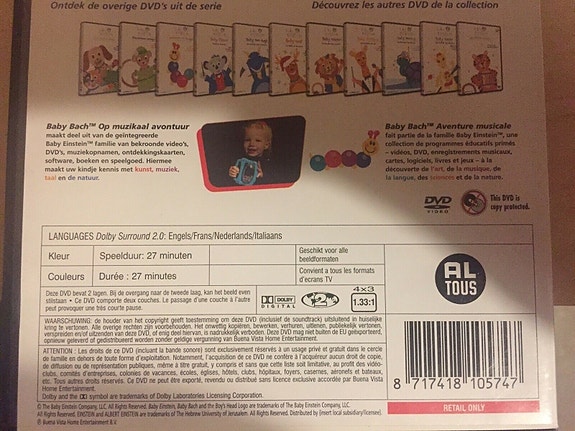 Ontdek de overige DVD's uit de serie
Découvrez les autres DVD de la collection
Baby Bach™ Op muzikaal avontuur
maakt deel uit van de geïntegreerde
Baby Einstein™ familie van bekroonde video's,
DVD's, muziekopnamen, ontdekkingskaarten,
software, boeken en speelgoed. Hiermee
maakt uw kindje kennis met kunst, muziek,
taal en de natuur.
Baby Bach™ Aventure musicale
fait partie de la famille Baby Einstein™, une
collection de programmes éducatifs primés
– vidéos, DVD, enregistrements musicaux,
cartes, logiciels, livres et jeux – à la
découverte de l'art, de la musique, de
la langue, des sciences et de la nature.
DVD
VIDEO
This DVD is
copy protected.
LANGUAGES Dolby Surround 2.0: Engels/Frans/Nederlands/Italiaans
Kleur
Speelduur: 27 minuten
Geschikt voor alle
beeldformaten
Couleurs
Durée : 27 minutes
Convient a tous les formats
d'ecrans TV
AL
TOUS
Deze DVD bevat 2 lagen. Bij de overgang naar de tweede laag, kan het beeld even
stilstaan • Ce DVD comporte deux couches. Le passage d'une couche à l'autre
peut provoquer une très courte pause.
DOLBY
DIGITAL
2
4x3
1.33:1
WAARSCHUWING: de houder van het copyright geeft toestemming om deze DVD (inclusief de soundtrack) uitsluitend in huiselijke
kring te vertonen. Alle overige rechten zijn voorbehouden. Het onwettig kopiëren, bewerken, verhuren, uitlenen, publiekelijk vertonen,
verspreiden en/of uitzenden van deze DVD, in enig deel hiervan, is nadrukkelijk verboden. Deze DVD mag niet buiten de EU geëxporteerd,
opnieuw geleverd of gedistribueerd worden zonder duidelijke vergunning van Buena Vista Home Entertainment.
ATTENTION : Les droits de ce DVD (incluant la bande sonore) sont exclusivement réservés à un usage privé et gratuit dans le cercle
de famille en dehors de toute forme d'exploitation. Notamment, l'acquisition de ce DVD ne confère à l'acquéreur aucun droit de copie,
de diffusion ou de représentation publiques, même à titre gratuit, y compris et sans que cette liste soit limitative, au profit des vidéo-
clubs, comités d'entreprises, colonies de vacances, écoles, églises, hôtels, clubs, hôpitaux, casernes, aéronefs et bateaux,
etc. Tous autres droits réservés. Ce DVD ne peut être exporté, revendu ou distribué sans licence exclusive accordée par Buena Vista
Home Entertainment.
Dolby and the DD symbol are trademarks of Dolby Laboratories Licensing Corporation.
8 717418 105747
RETAIL ONLY
© The Baby Einstein Company, LLC. All Rights Reserved. Baby Einstein, Baby Bach and the Boy's Head Logo are trademarks of The Baby Einstein
Company, LLC. All Rights Reserved. EINSTEIN and ALBERT EINSTEIN are trademarks of The Hebrew University of Jerusalem. All Rights Reserved. Distributed by [insert local subsidiary/licensee].
℗ Buena Vista Home Entertainment B.V.